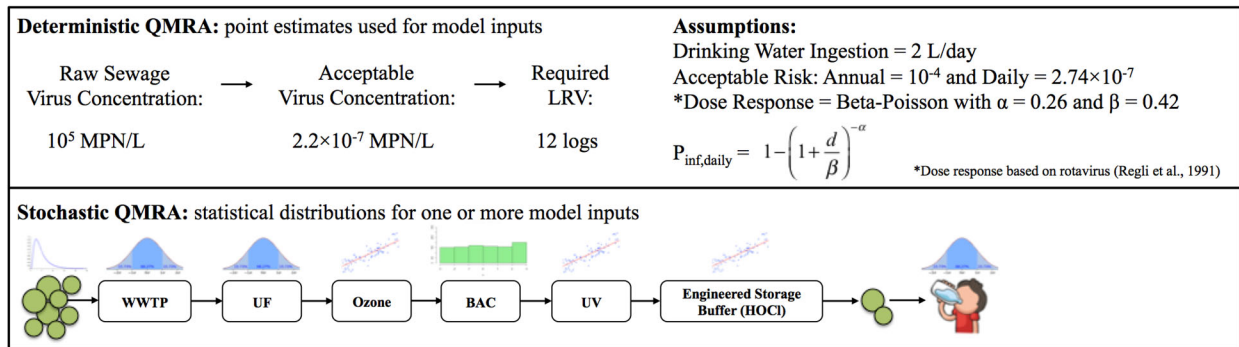 Deterministic QMRA: point estimates used for model inputs
Raw Sewage
Virus Concentration:
10⁵ MPN/L
Acceptable
Virus Concentration:
2.2×10⁻⁷ MPN/L
Required
LRV:
12 logs
Assumptions:
Drinking Water Ingestion = 2 L/day
Acceptable Risk: Annual = 10⁻⁴ and Daily = 2.74×10⁻⁷
*Dose Response = Beta-Poisson with α = 0.26 and β = 0.42
P_inf,daily = 1−(1+d/β)^−α
*Dose response based on rotavirus (Regli et al., 1991)
Stochastic QMRA: statistical distributions for one or more model inputs
WWTP
UF
Ozone
BAC
UV
Engineered Storage
Buffer (HOCl)